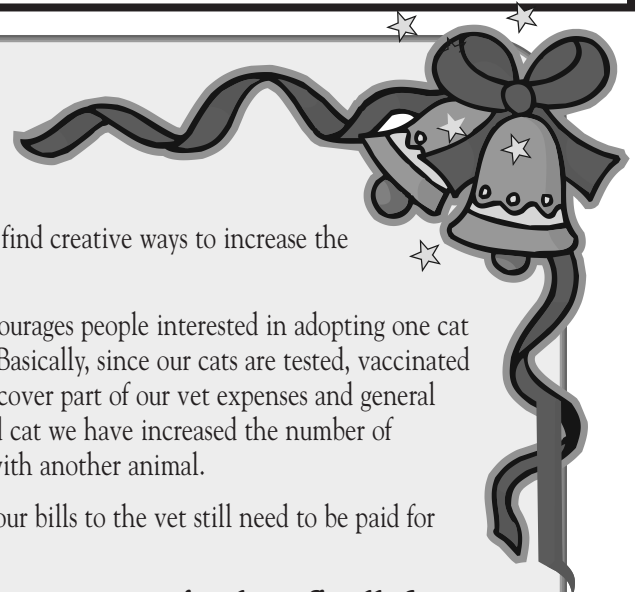 find creative ways to increase the
ourages people interested in adopting one cat
Basically, since our cats are tested, vaccinated
cover part of our vet expenses and general
cat we have increased the number of
with another animal.
our bills to the vet still need to be paid for